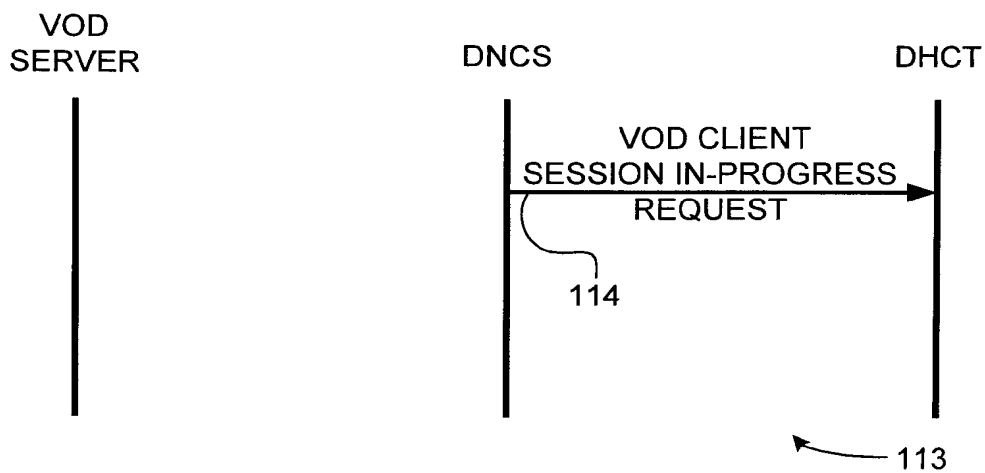 VOD
SERVER
DNCS
DHCT
VOD CLIENT
SESSION IN-PROGRESS
REQUEST
114
113